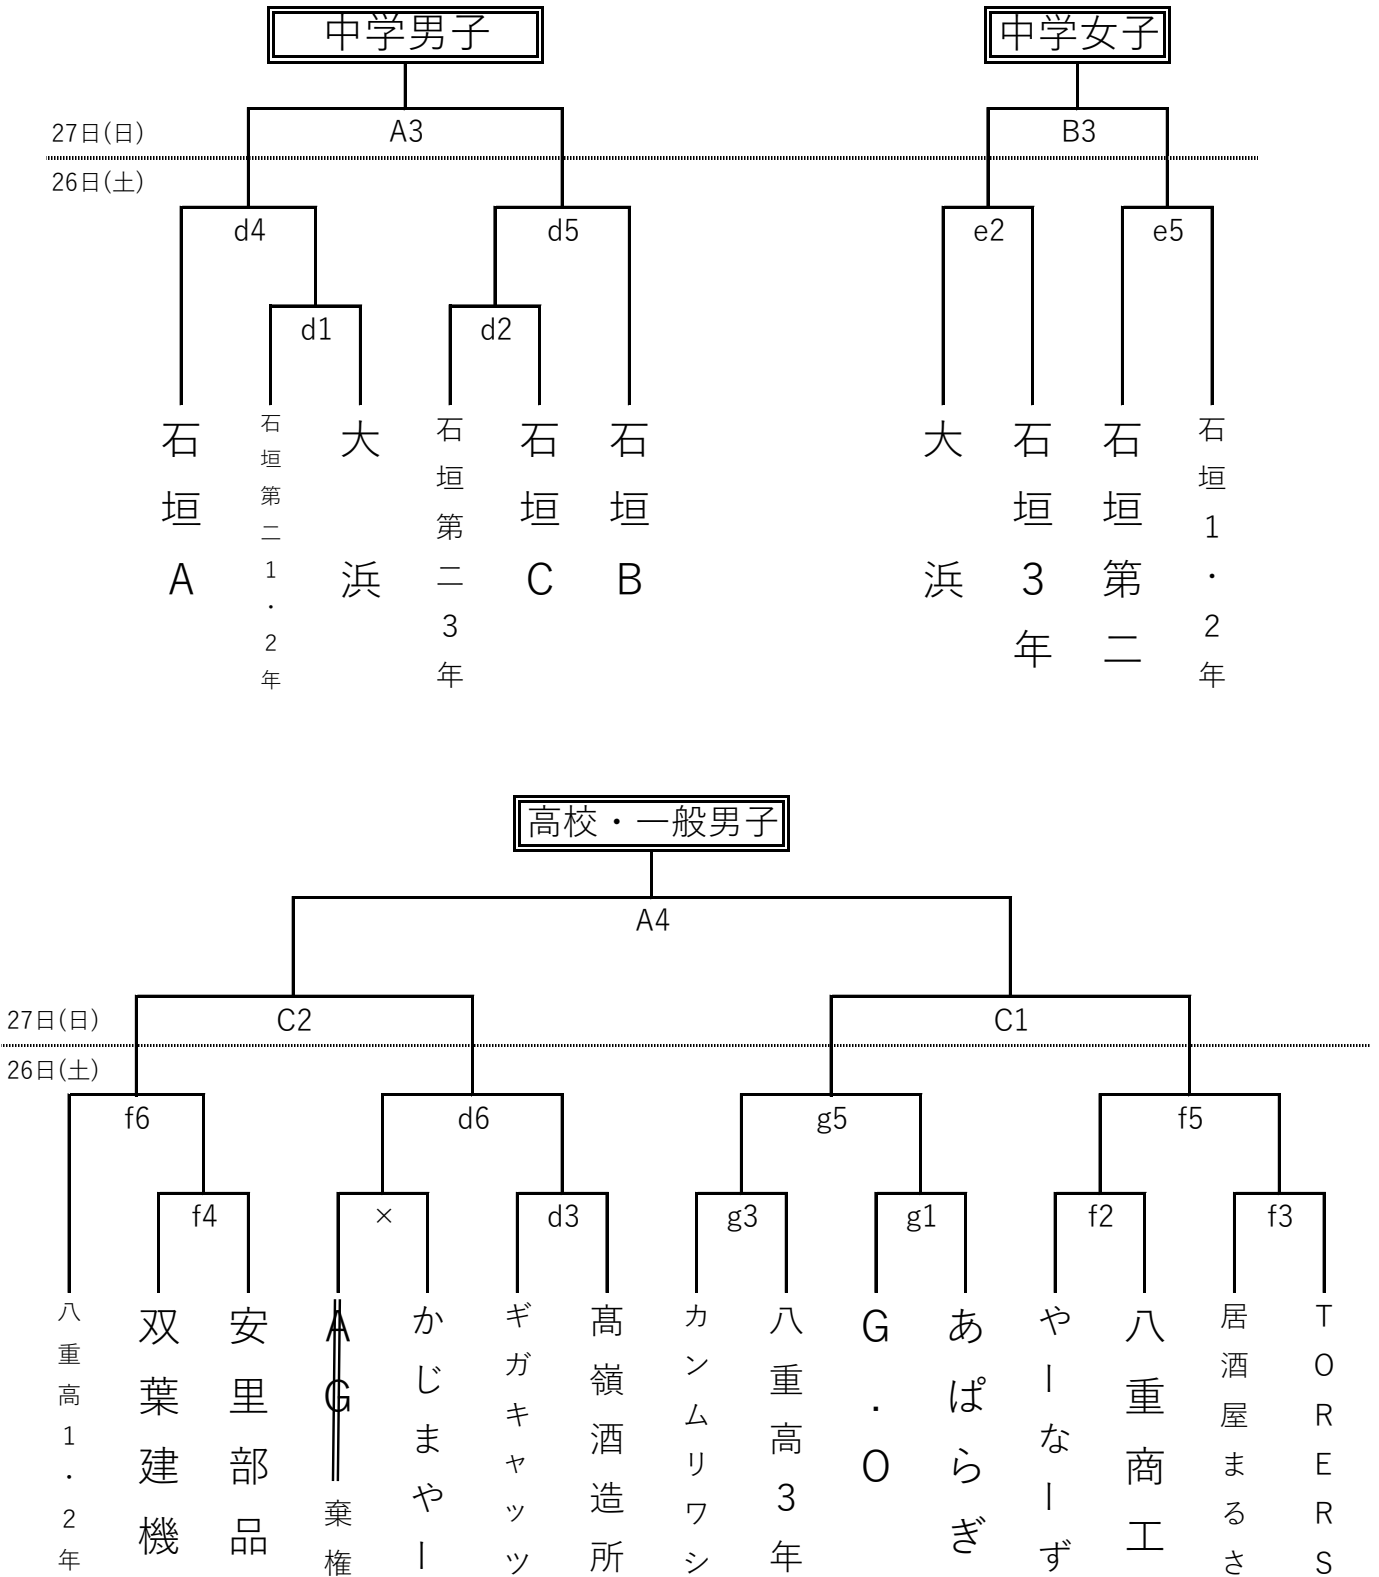 中学男子
中学女子
27日(日)
A3
B3
26日(土)
d4
d5
e2
e5
d1
d2
石垣A
石垣第二1・2年
大浜
石垣第二3年
石垣C
石垣B
大浜
石垣3年
石垣第二
石垣1・2年
高校・一般男子
A4
27日(日)
C2
C1
26日(土)
f6
d6
g5
f5
f4
×
d3
g3
g1
f2
f3
八重高1・2年
双葉建機
安里部品
AG
棄権
かじまやー
ギガキャッツ
髙嶺酒造所
カンムリワシ
八重高3年
G.O
あぱらぎ
やーなーず
八重商工
居酒屋まるさ
TORERS